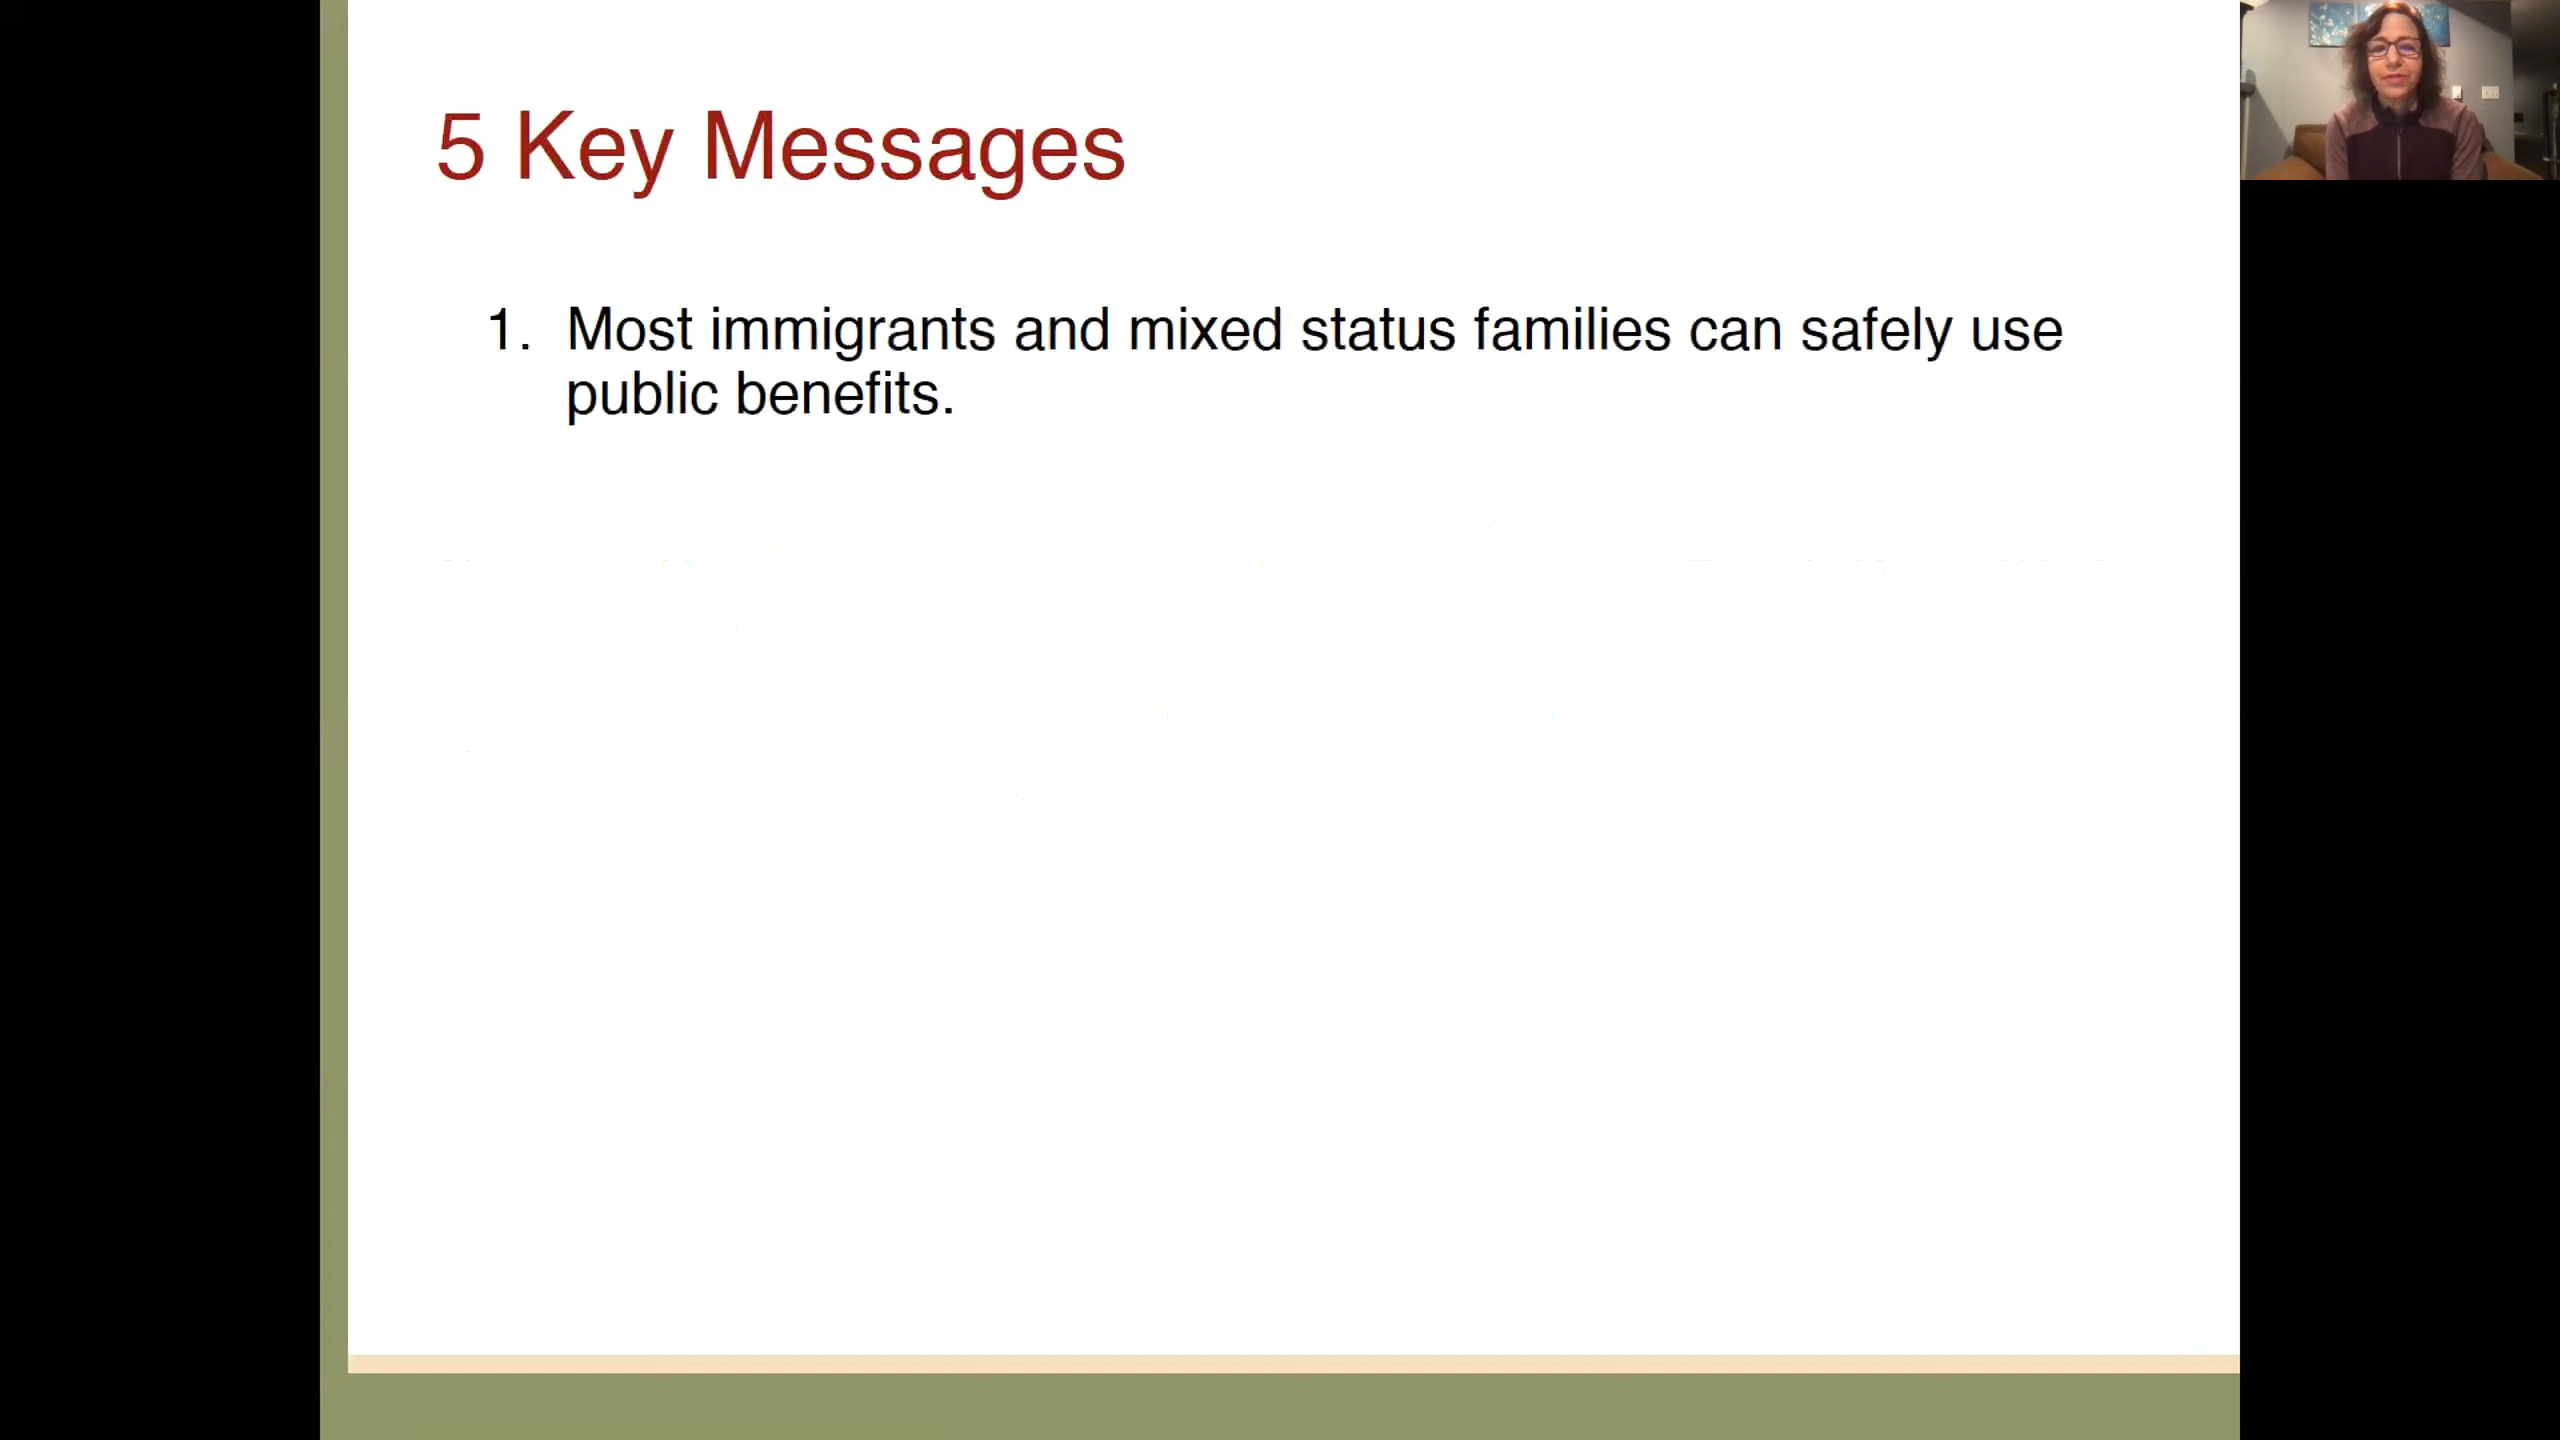 5 Key Messages
1. Most immigrants and mixed status families can safely use
public benefits.